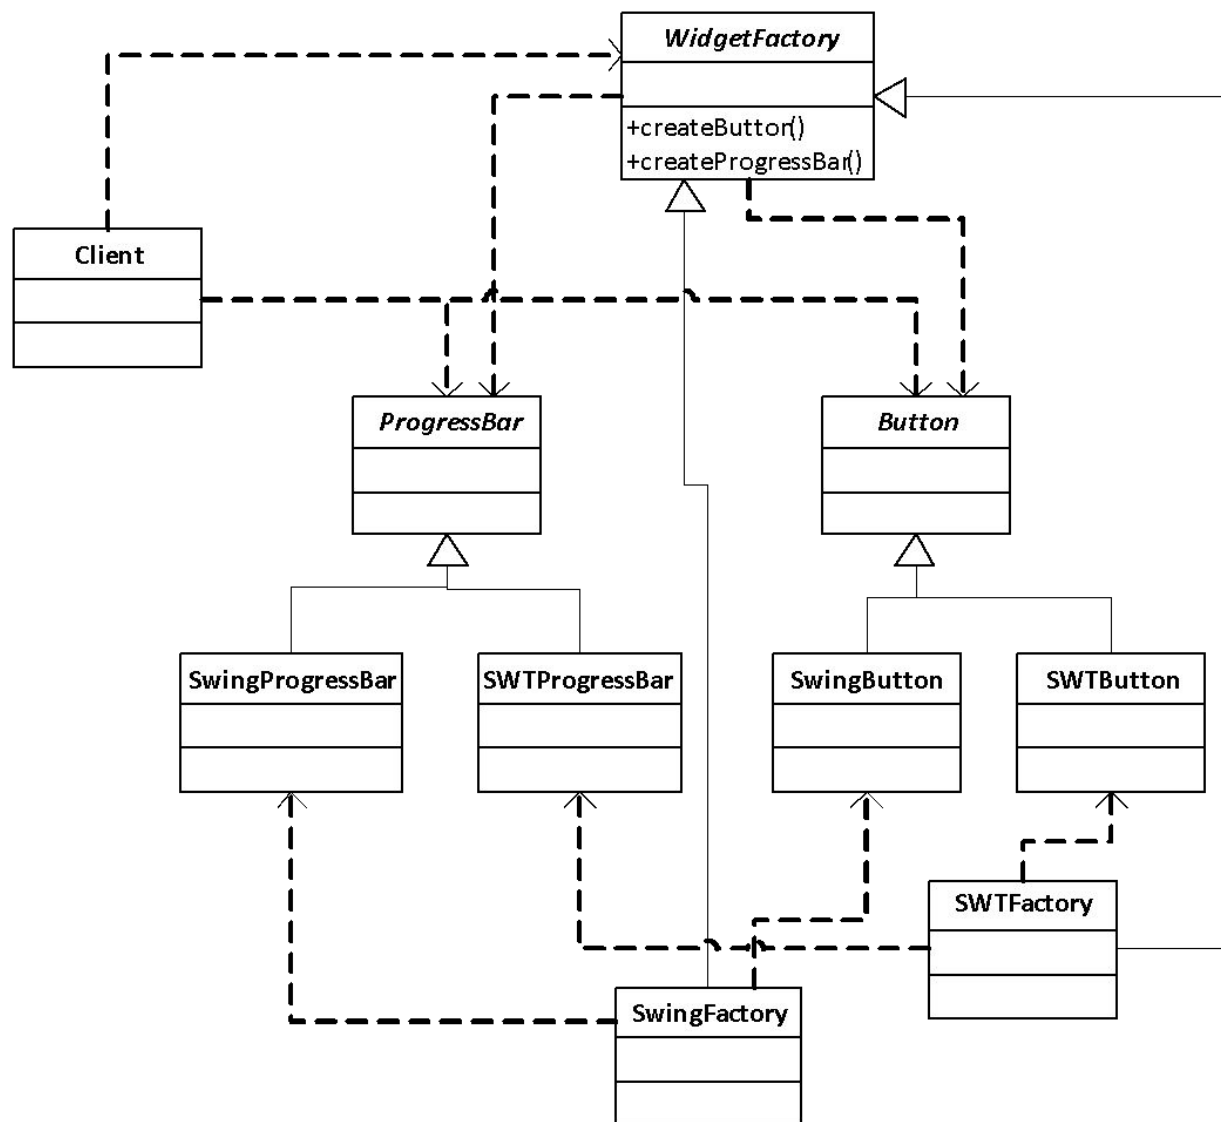 WidgetFactory
+createButton()
+createProgressBar()
Client
ProgressBar
Button
SwingProgressBar
SWTProgressBar
SwingButton
SWTButton
SWTFactory
SwingFactory